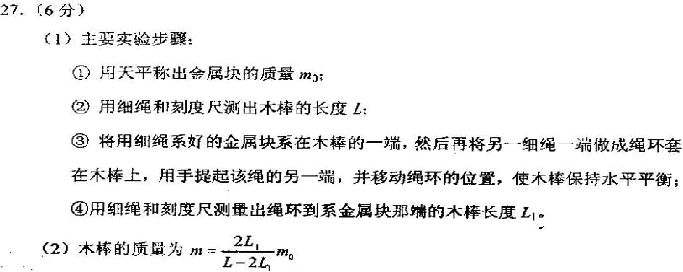 27.（6 分）
（1）主要实验步骤：
① 用天平称出金属块的质量 m₀；
② 用细绳和刻度尺测出木棒的长度 L；
③ 将用细绳系好的金属块系在木棒的一端，然后再将另一细绳一端做成绳环套
在木棒上，用手提起该绳的另一端，并移动绳环的位置，使木棒保持水平平衡；
④用细绳和刻度尺测量出绳环到系金属块那端的木棒长度 L₁。
（2）木棒的质量为 m = \frac{2L₁}{L-2L₁} m₀